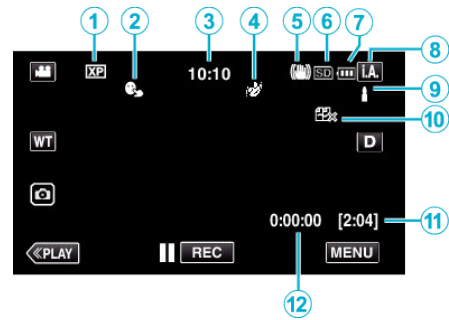 1 2 3 4 5 6 7 8
XP 10:10 SD i.A.
9
10
WT D
0:00:00 [2:04] 11
≪PLAY REC MENU
12